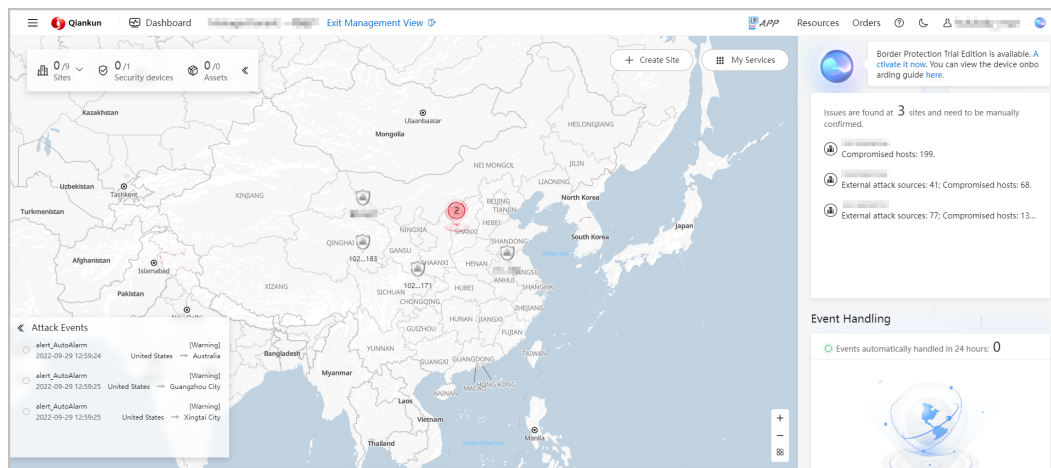 Qiankun
Dashboard
Exit Management View
APP
Resources Orders
0/9 Sites
0/1 Security devices
0/0 Assets
+ Create Site
My Services
Kazakhstan
Ulaanbaatar
Mongolia
HEILONGJIANG
JILIN
NEI MONGOL
LIAONING
Uzbekistan
Tashkent
XINJIANG
BEIJING
TIANJIN
North Korea
Turkmenistan
2
HEBEI
NINGXIA
SHANXI
Japan
South Korea
QINGHAI
SHANDONG
102...183
GANSU
Afghanistan
Islamabad
SHAANXI
HENAN
102...171
ANHUI
Pakistan
XIZANG
SICHUAN
HUBEI
SHANGHAI
CHONGQING
ZHEJIANG
HUNAN
JIANGXI
GUIZHOU
FUJIAN
YUNNAN
TAIWAN
Bangladesh
GUANGXI
GUANGDONG
Myanmar
HONG KONG
MACAO
HAINAN
Laos
Vietnam
Thailand
South China Sea
Manila
+
−
Attack Events
alert_AutoAlarm [Warning]
2022-09-29 12:59:24 United States → Australia
alert_AutoAlarm [Warning]
2022-09-29 12:59:25 United States → Guangzhou City
alert_AutoAlarm [Warning]
2022-09-29 12:59:25 United States → Xingtai City
Border Protection Trial Edition is available. A
ctivate it now. You can view the device onbo
arding guide here.
Issues are found at 3 sites and need to be manually
confirmed.
Compromised hosts: 199.
External attack sources: 41; Compromised hosts: 68.
External attack sources: 77; Compromised hosts: 13...
Event Handling
Events automatically handled in 24 hours: 0